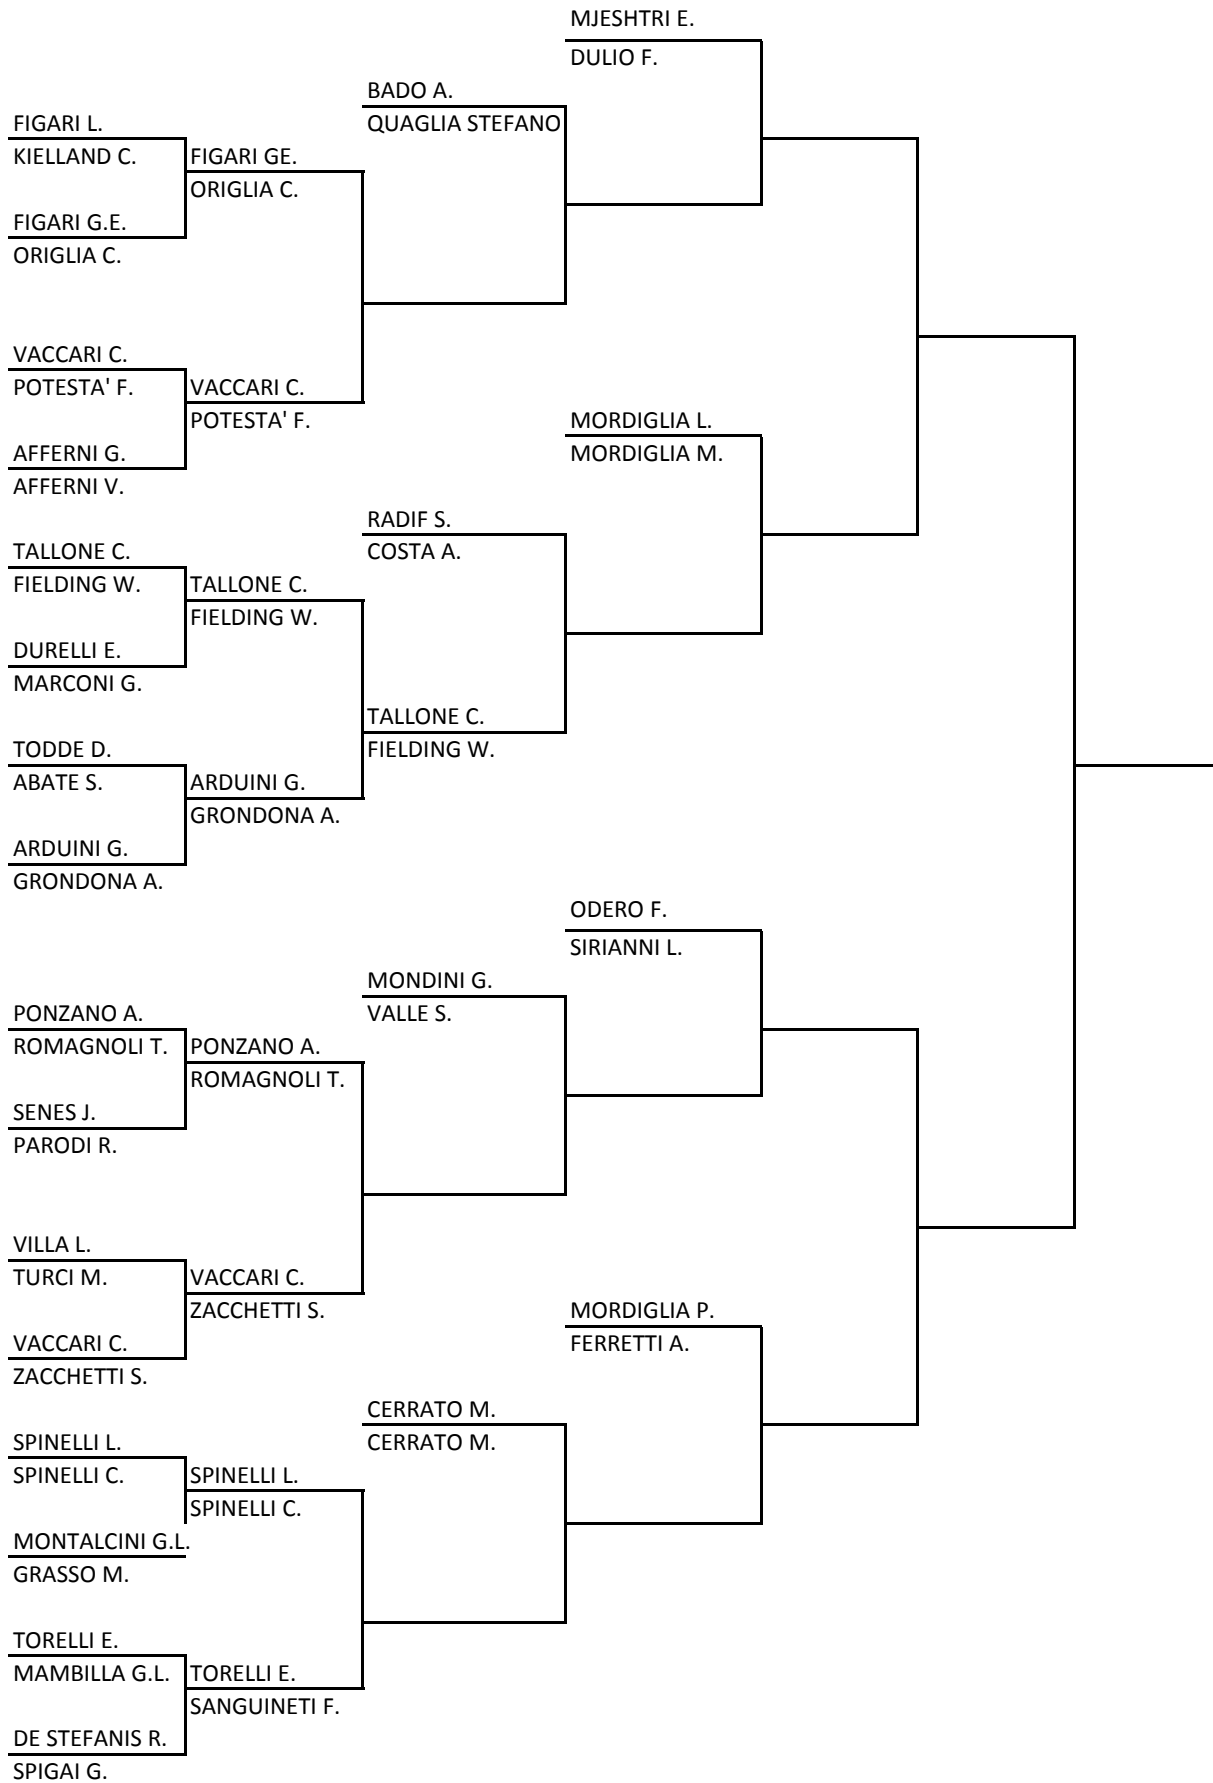 MJESHTRI E.
DULIO F.
BADO A.
QUAGLIA STEFANO
FIGARI L.
KIELLAND C.
FIGARI GE.
ORIGLIA C.
FIGARI G.E.
ORIGLIA C.
VACCARI C.
POTESTA' F.
VACCARI C.
POTESTA' F.
AFFERNI G.
AFFERNI V.
MORDIGLIA L.
MORDIGLIA M.
RADIF S.
COSTA A.
TALLONE C.
FIELDING W.
TALLONE C.
FIELDING W.
DURELLI E.
MARCONI G.
TALLONE C.
FIELDING W.
TODDE D.
ABATE S.
ARDUINI G.
GRONDONA A.
ARDUINI G.
GRONDONA A.
ODERO F.
SIRIANNI L.
MONDINI G.
VALLE S.
PONZANO A.
ROMAGNOLI T.
PONZANO A.
ROMAGNOLI T.
SENES J.
PARODI R.
VILLA L.
TURCI M.
VACCARI C.
ZACCHETTI S.
VACCARI C.
ZACCHETTI S.
MORDIGLIA P.
FERRETTI A.
CERRATO M.
CERRATO M.
SPINELLI L.
SPINELLI C.
SPINELLI L.
SPINELLI C.
MONTALCINI G.L.
GRASSO M.
TORELLI E.
MAMBILLA G.L.
TORELLI E.
SANGUINETI F.
DE STEFANIS R.
SPIGAI G.